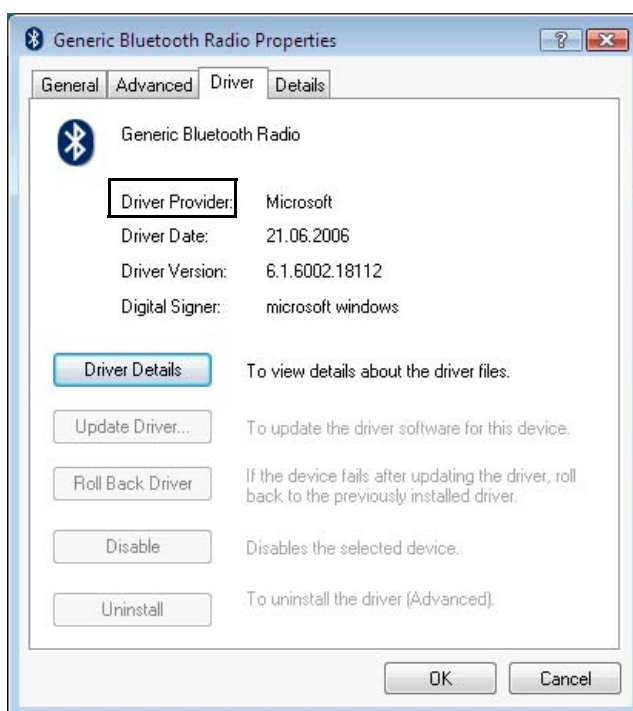 Generic Bluetooth Radio Properties
General Advanced Driver Details
Generic Bluetooth Radio
Driver Provider: Microsoft
Driver Date: 21.06.2006
Driver Version: 6.1.6002.18112
Digital Signer: microsoft windows
Driver Details To view details about the driver files.
Update Driver... To update the driver software for this device.
Roll Back Driver If the device fails after updating the driver, roll
back to the previously installed driver.
Disable Disables the selected device.
Uninstall To uninstall the driver (Advanced).
OK Cancel